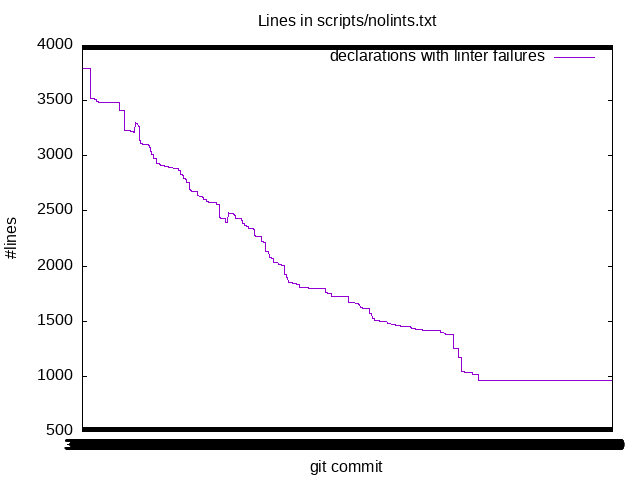 Lines in scripts/nolints.txt
4000
declarations with linter failures
3500
3000
2500
#lines
2000
1500
1000
500
git commit